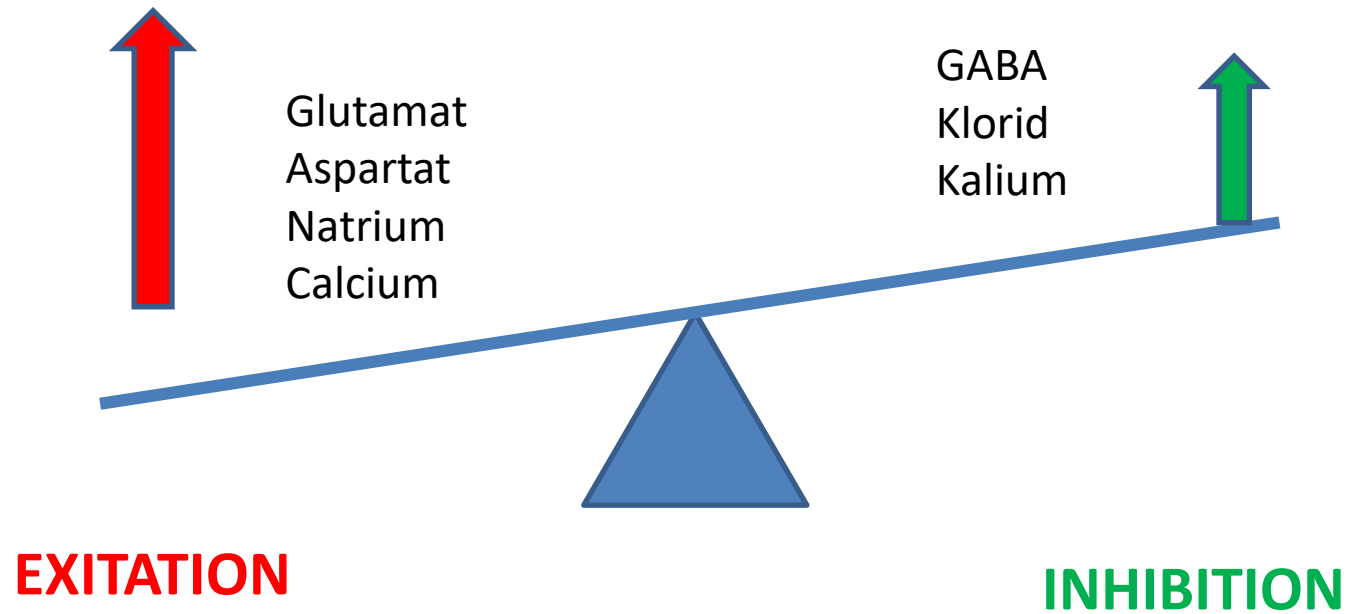 Glutamat
Aspartat
Natrium
Calcium
GABA
Klorid
Kalium
EXITATION
INHIBITION